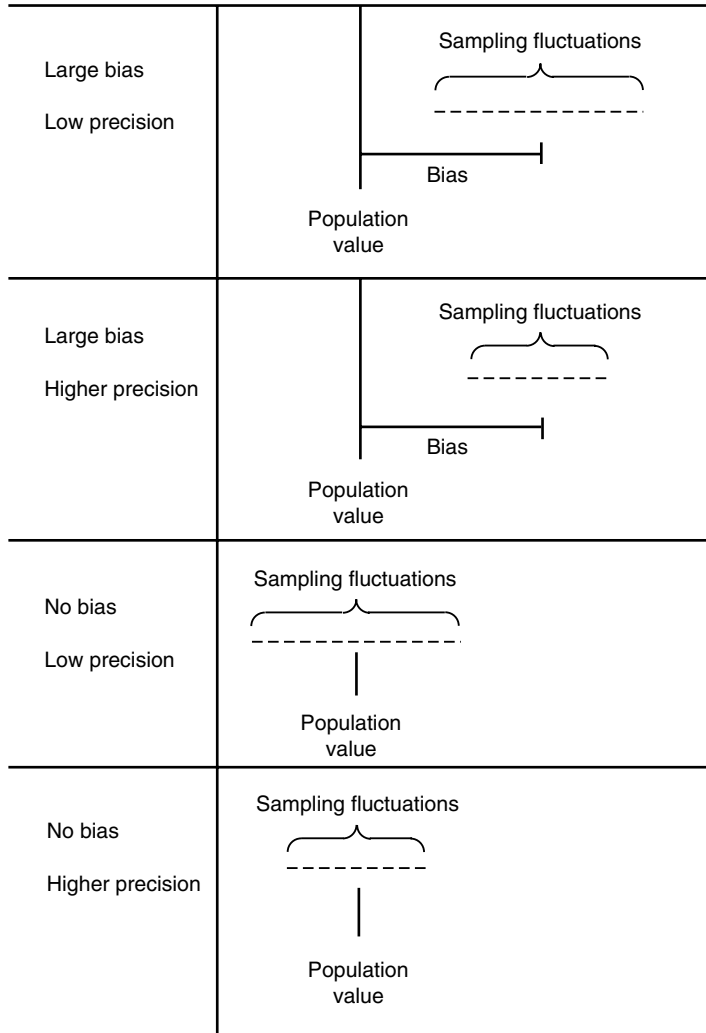 Large bias
Low precision
Sampling fluctuations
Bias
Population
value
Large bias
Higher precision
Sampling fluctuations
Bias
Population
value
No bias
Low precision
Sampling fluctuations
Population
value
No bias
Higher precision
Sampling fluctuations
Population
value